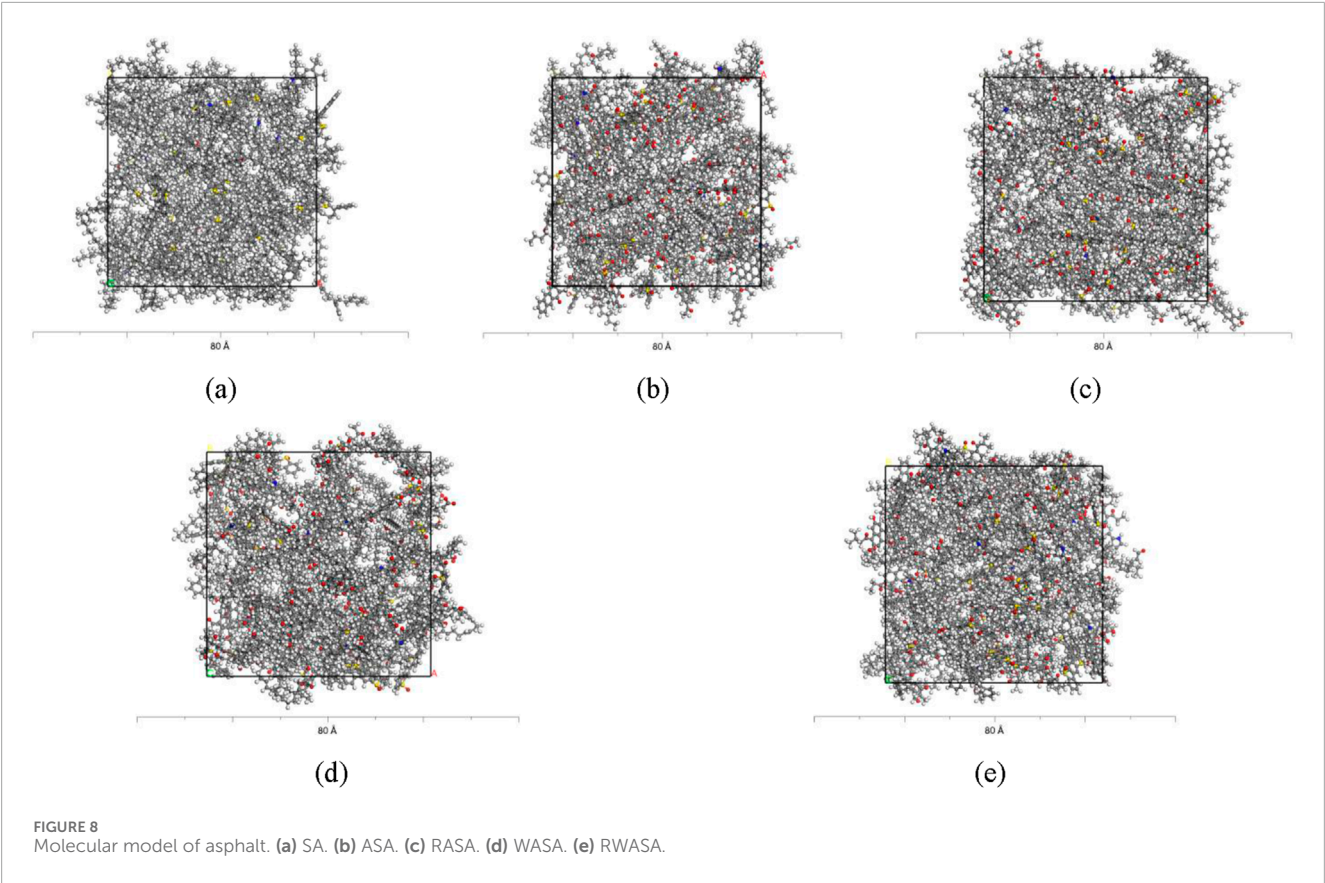 80 Å
80 Å
80 Å
(a)
(b)
(c)
A
A
80 Å
80 Å
(d)
(e)
FIGURE 8
Molecular model of asphalt. (a) SA. (b) ASA. (c) RASA. (d) WASA. (e) RWASA.